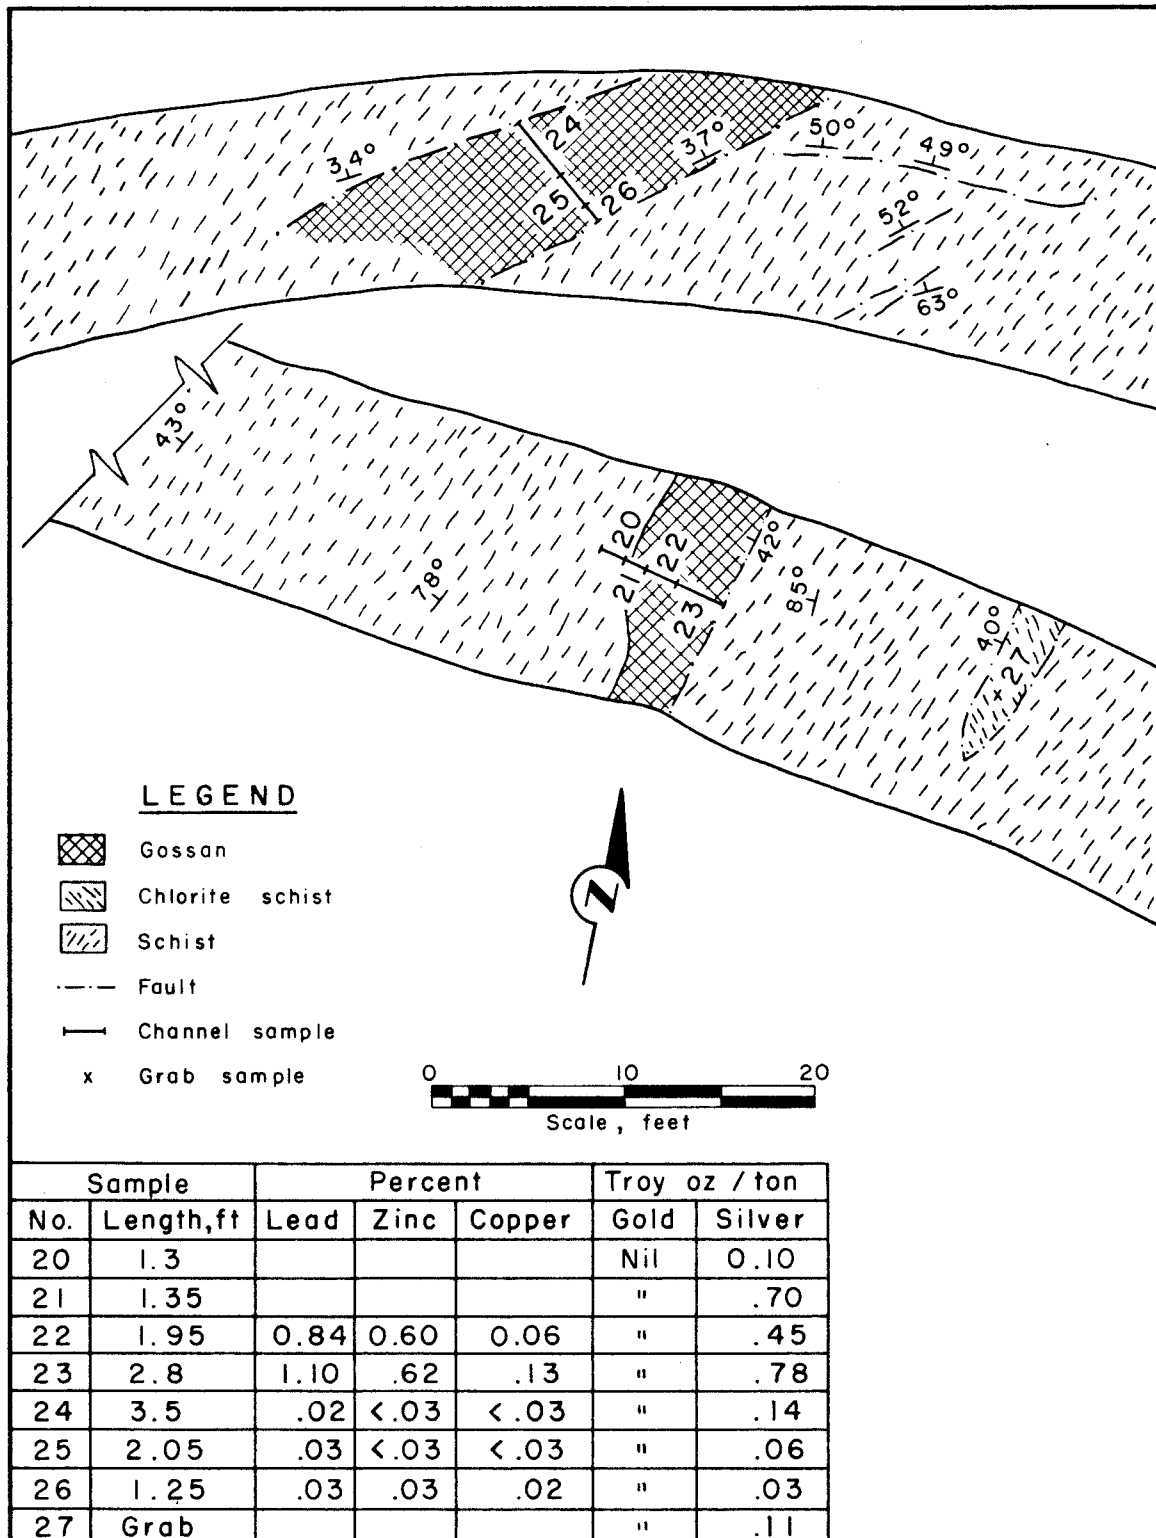 34°
24
37°
50°
49°
25
26
52°
63°
43°
20
22
42°
78°
21
23
85°
40°
+ 27
LEGEND
Gossan
Chlorite schist
Schist
Fault
Channel sample
x Grab sample
N
0 10 20
Scale, feet
Sample Percent Troy oz / ton
No. Length, ft Lead Zinc Copper Gold Silver
20 1.3 Nil 0.10
21 1.35 " .70
22 1.95 0.84 0.60 0.06 " .45
23 2.8 1.10 .62 .13 " .78
24 3.5 .02 <.03 <.03 " .14
25 2.05 .03 <.03 <.03 " .06
26 1.25 .03 .03 .02 " .03
27 Grab " .11